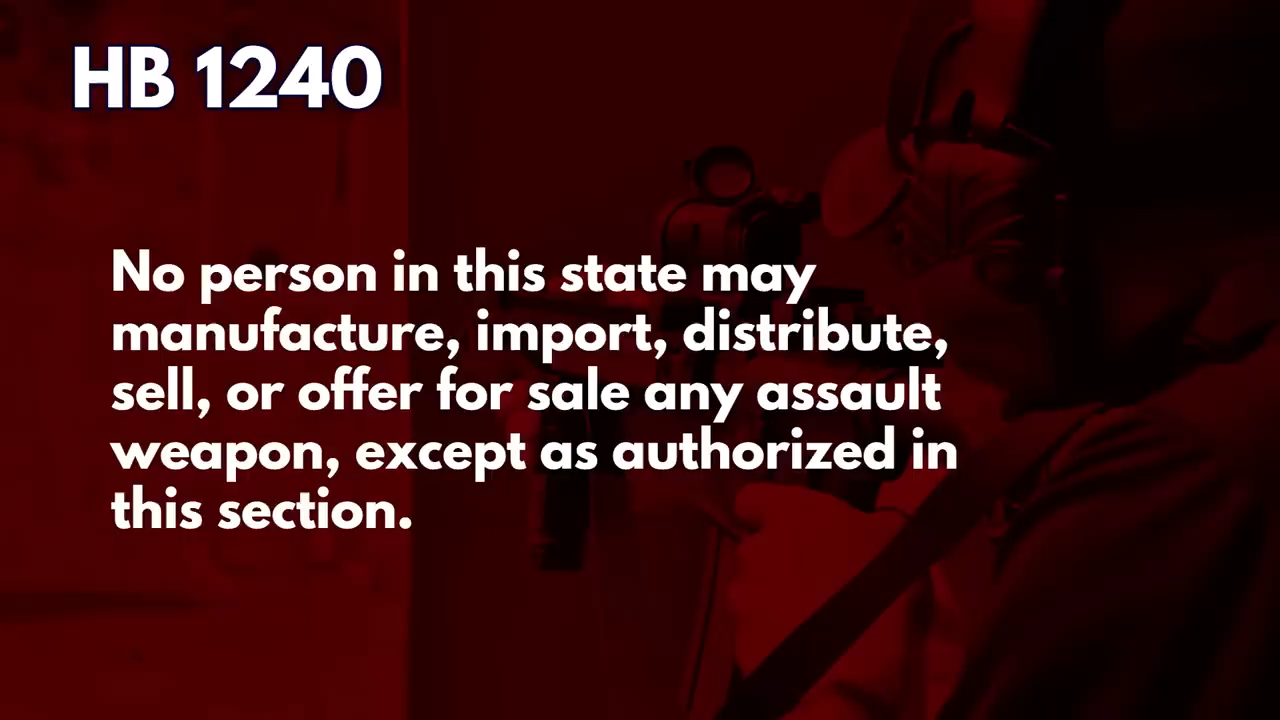 HB 1240
No person in this state may
manufacture, import, distribute,
sell, or offer for sale any assault
weapon, except as authorized in
this section.